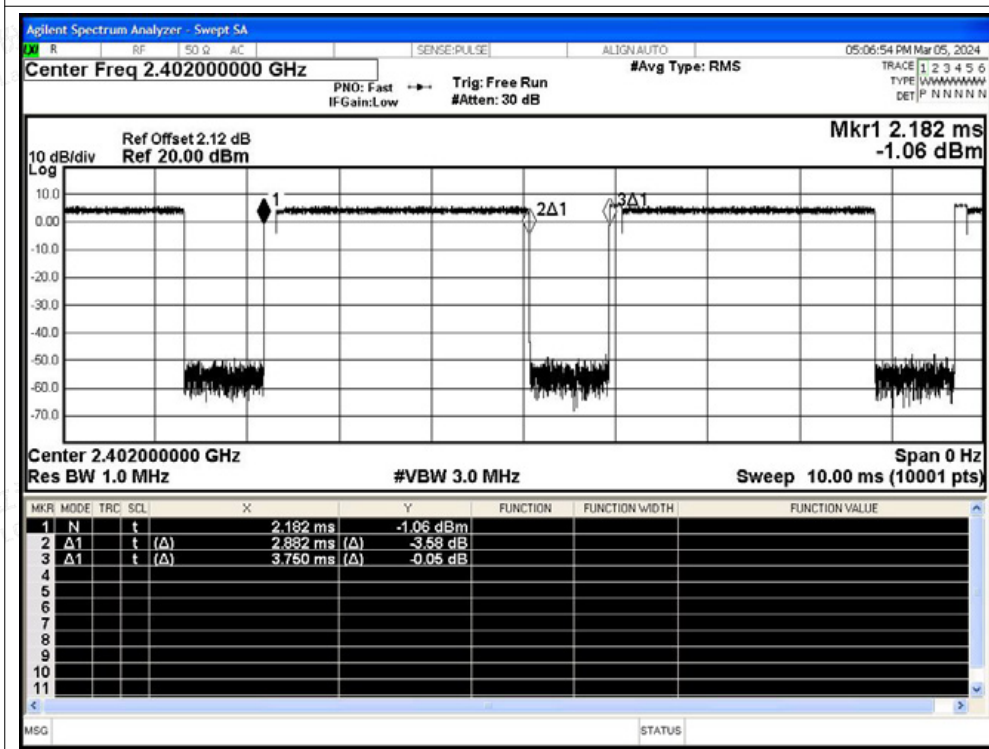 Agilent Spectrum Analyzer - Swept SA
LXI R RF 50 Ω AC SENSE:PULSE ALIGN AUTO 05:06:54 PM Mar 05, 2024
Center Freq 2.402000000 GHz #Avg Type: RMS TRACE 1 2 3 4 5 6
PNO: Fast Trig: Free Run TYPE WWWWWW
IFGain:Low #Atten: 30 dB DET P N N N N N
Ref Offset 2.12 dB Mkr1 2.182 ms
10 dB/div Ref 20.00 dBm -1.06 dBm
Log
10.0
0.00
-10.0
-20.0
-30.0
-40.0
-50.0
-60.0
-70.0
1 2Δ1 3Δ1
Center 2.402000000 GHz Span 0 Hz
Res BW 1.0 MHz #VBW 3.0 MHz Sweep 10.00 ms (10001 pts)
MKR MODE TRC SCL X Y FUNCTION FUNCTION WIDTH FUNCTION VALUE
1 N t 2.182 ms -1.06 dBm
2 Δ1 t (Δ) 2.882 ms (Δ) -3.58 dB
3 Δ1 t (Δ) 3.750 ms (Δ) -0.05 dB
4
5
6
7
8
9
10
11
MSG STATUS